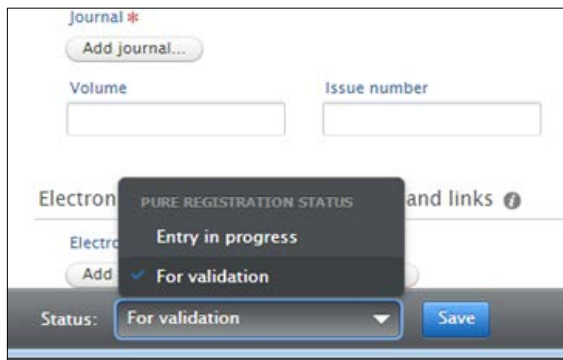 Journal *
Add journal...
Volume Issue number
Electron and links
PURE REGISTRATION STATUS
Entry in progress
Electro
Add
For validation
Status: For validation Save